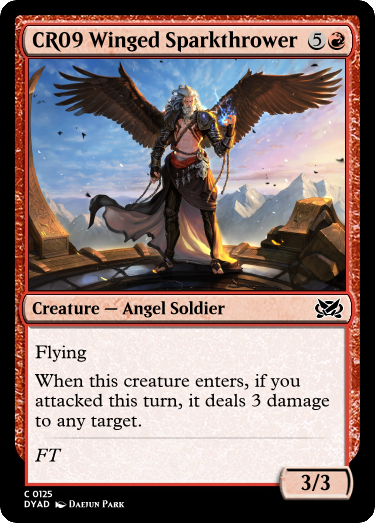 CR09 Winged Sparkthrower 5
Creature — Angel Soldier
Flying
When this creature enters, if you
attacked this turn, it deals 3 damage
to any target.
FT
3/3
C 0125
DYAD Daejun Park